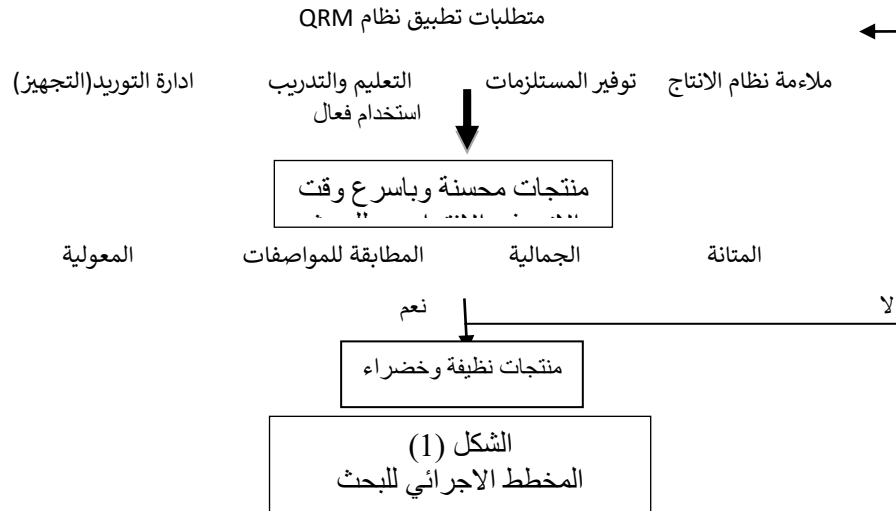 متطلبات تطبيق نظام QRM
ملاءمة نظام الانتاج توفير المستلزمات التعليم والتدريب ادارة التوريد(التجهيز)
استخدام فعال
منتجات محسنة وباسرع وقت
المتانة الجمالية المطابقة للمواصفات المعولية
نعم لا
منتجات نظيفة وخضراء
الشكل (1)
المخطط الاجرائي للبحث